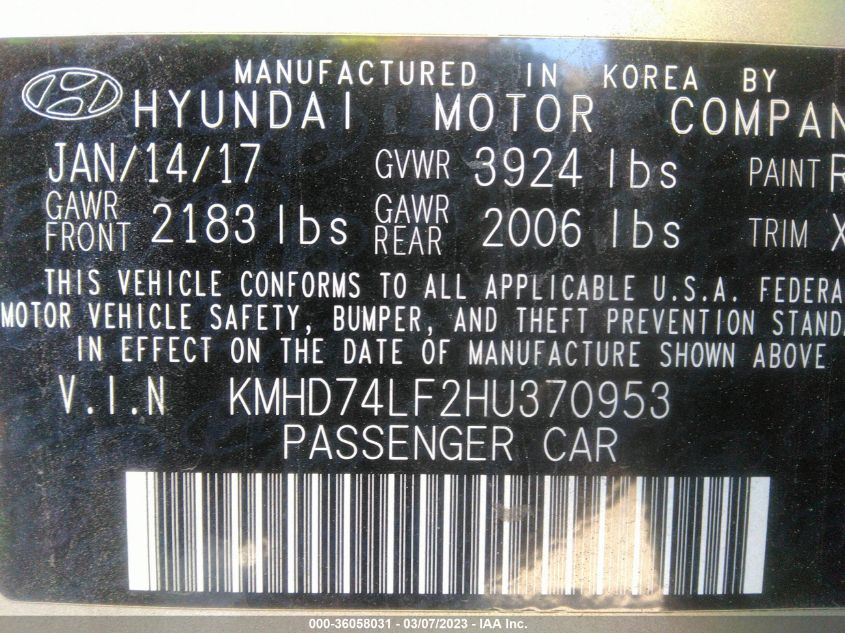 MANUFACTURED IN KOREA BY
HYUNDAI MOTOR COMPAN
JAN/14/17 GVWR 3924 lbs PAINT R
GAWR FRONT 2183 lbs GAWR REAR 2006 lbs TRIM X
THIS VEHICLE CONFORMS TO ALL APPLICABLE U.S.A. FEDERA
MOTOR VEHICLE SAFETY, BUMPER, AND THEFT PREVENTION STANDA
IN EFFECT ON THE DATE OF MANUFACTURE SHOWN ABOVE
V.I.N KMHD74LF2HU370953
PASSENGER CAR
000-36058031 - 03/07/2023 - IAA Inc.